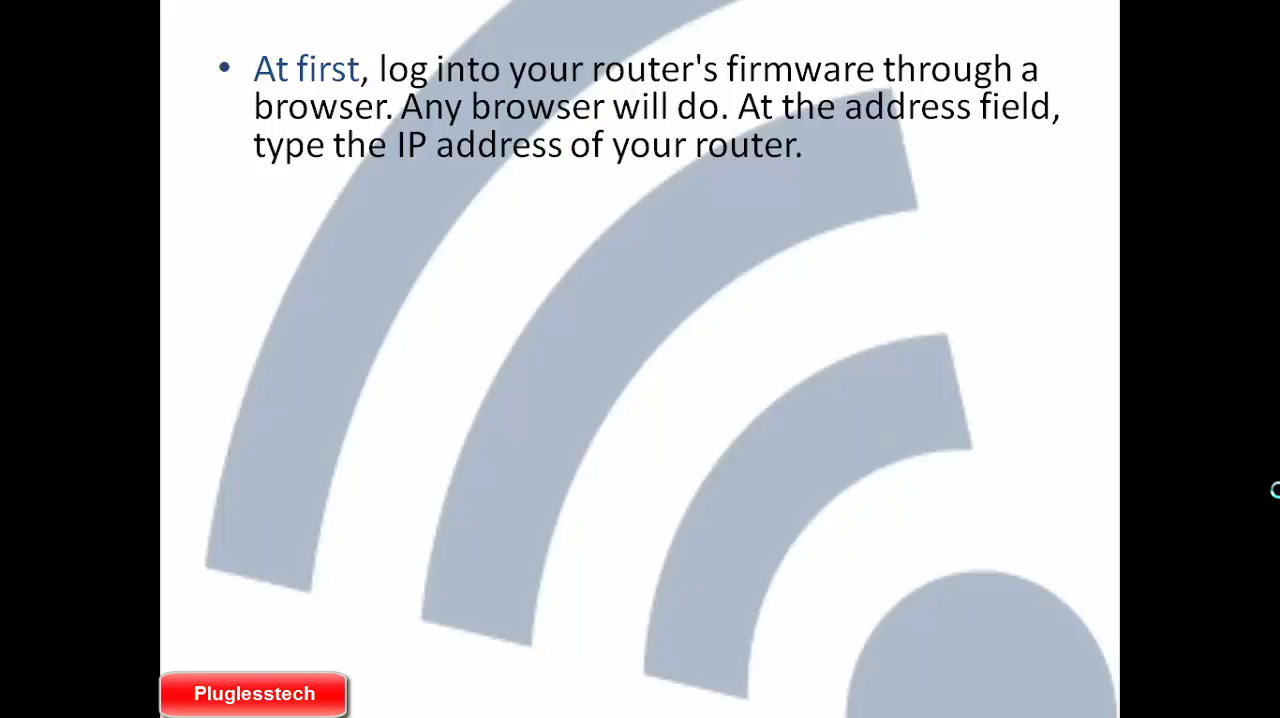 • At first, log into your router's firmware through a
browser. Any browser will do. At the address field,
type the IP address of your router.
Pluglesstech